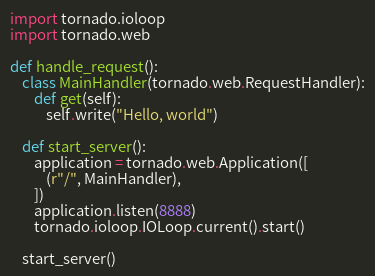 import tornado.ioloop
import tornado.web

def handle_request():
    class MainHandler(tornado.web.RequestHandler):
        def get(self):
            self.write("Hello, world")

    def start_server():
        application = tornado.web.Application([
            (r"/", MainHandler),
        ])
        application.listen(8888)
        tornado.ioloop.IOLoop.current().start()

    start_server()